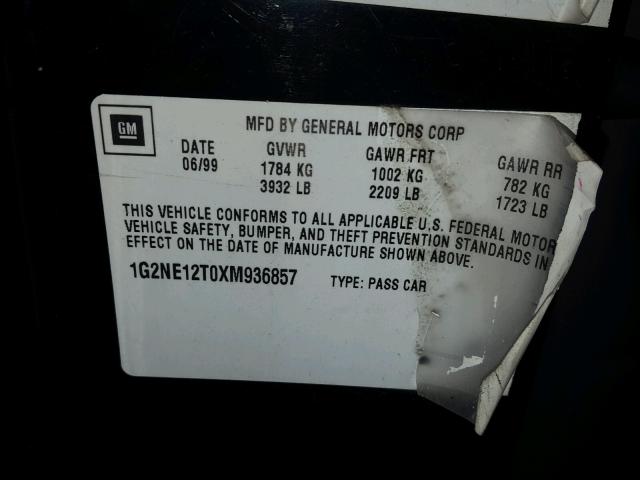 GM
MFD BY GENERAL MOTORS CORP
DATE GVWR GAWR FRT GAWR RR
06/99 1784 KG 1002 KG 782 KG
3932 LB 2209 LB 1723 LB
THIS VEHICLE CONFORMS TO ALL APPLICABLE U.S. FEDERAL MOTOR
VEHICLE SAFETY, BUMPER, AND THEFT PREVENTION STANDARDS IN
EFFECT ON THE DATE OF MANUFACTURE SHOWN ABOVE.
1G2NE12T0XM936857 TYPE: PASS CAR